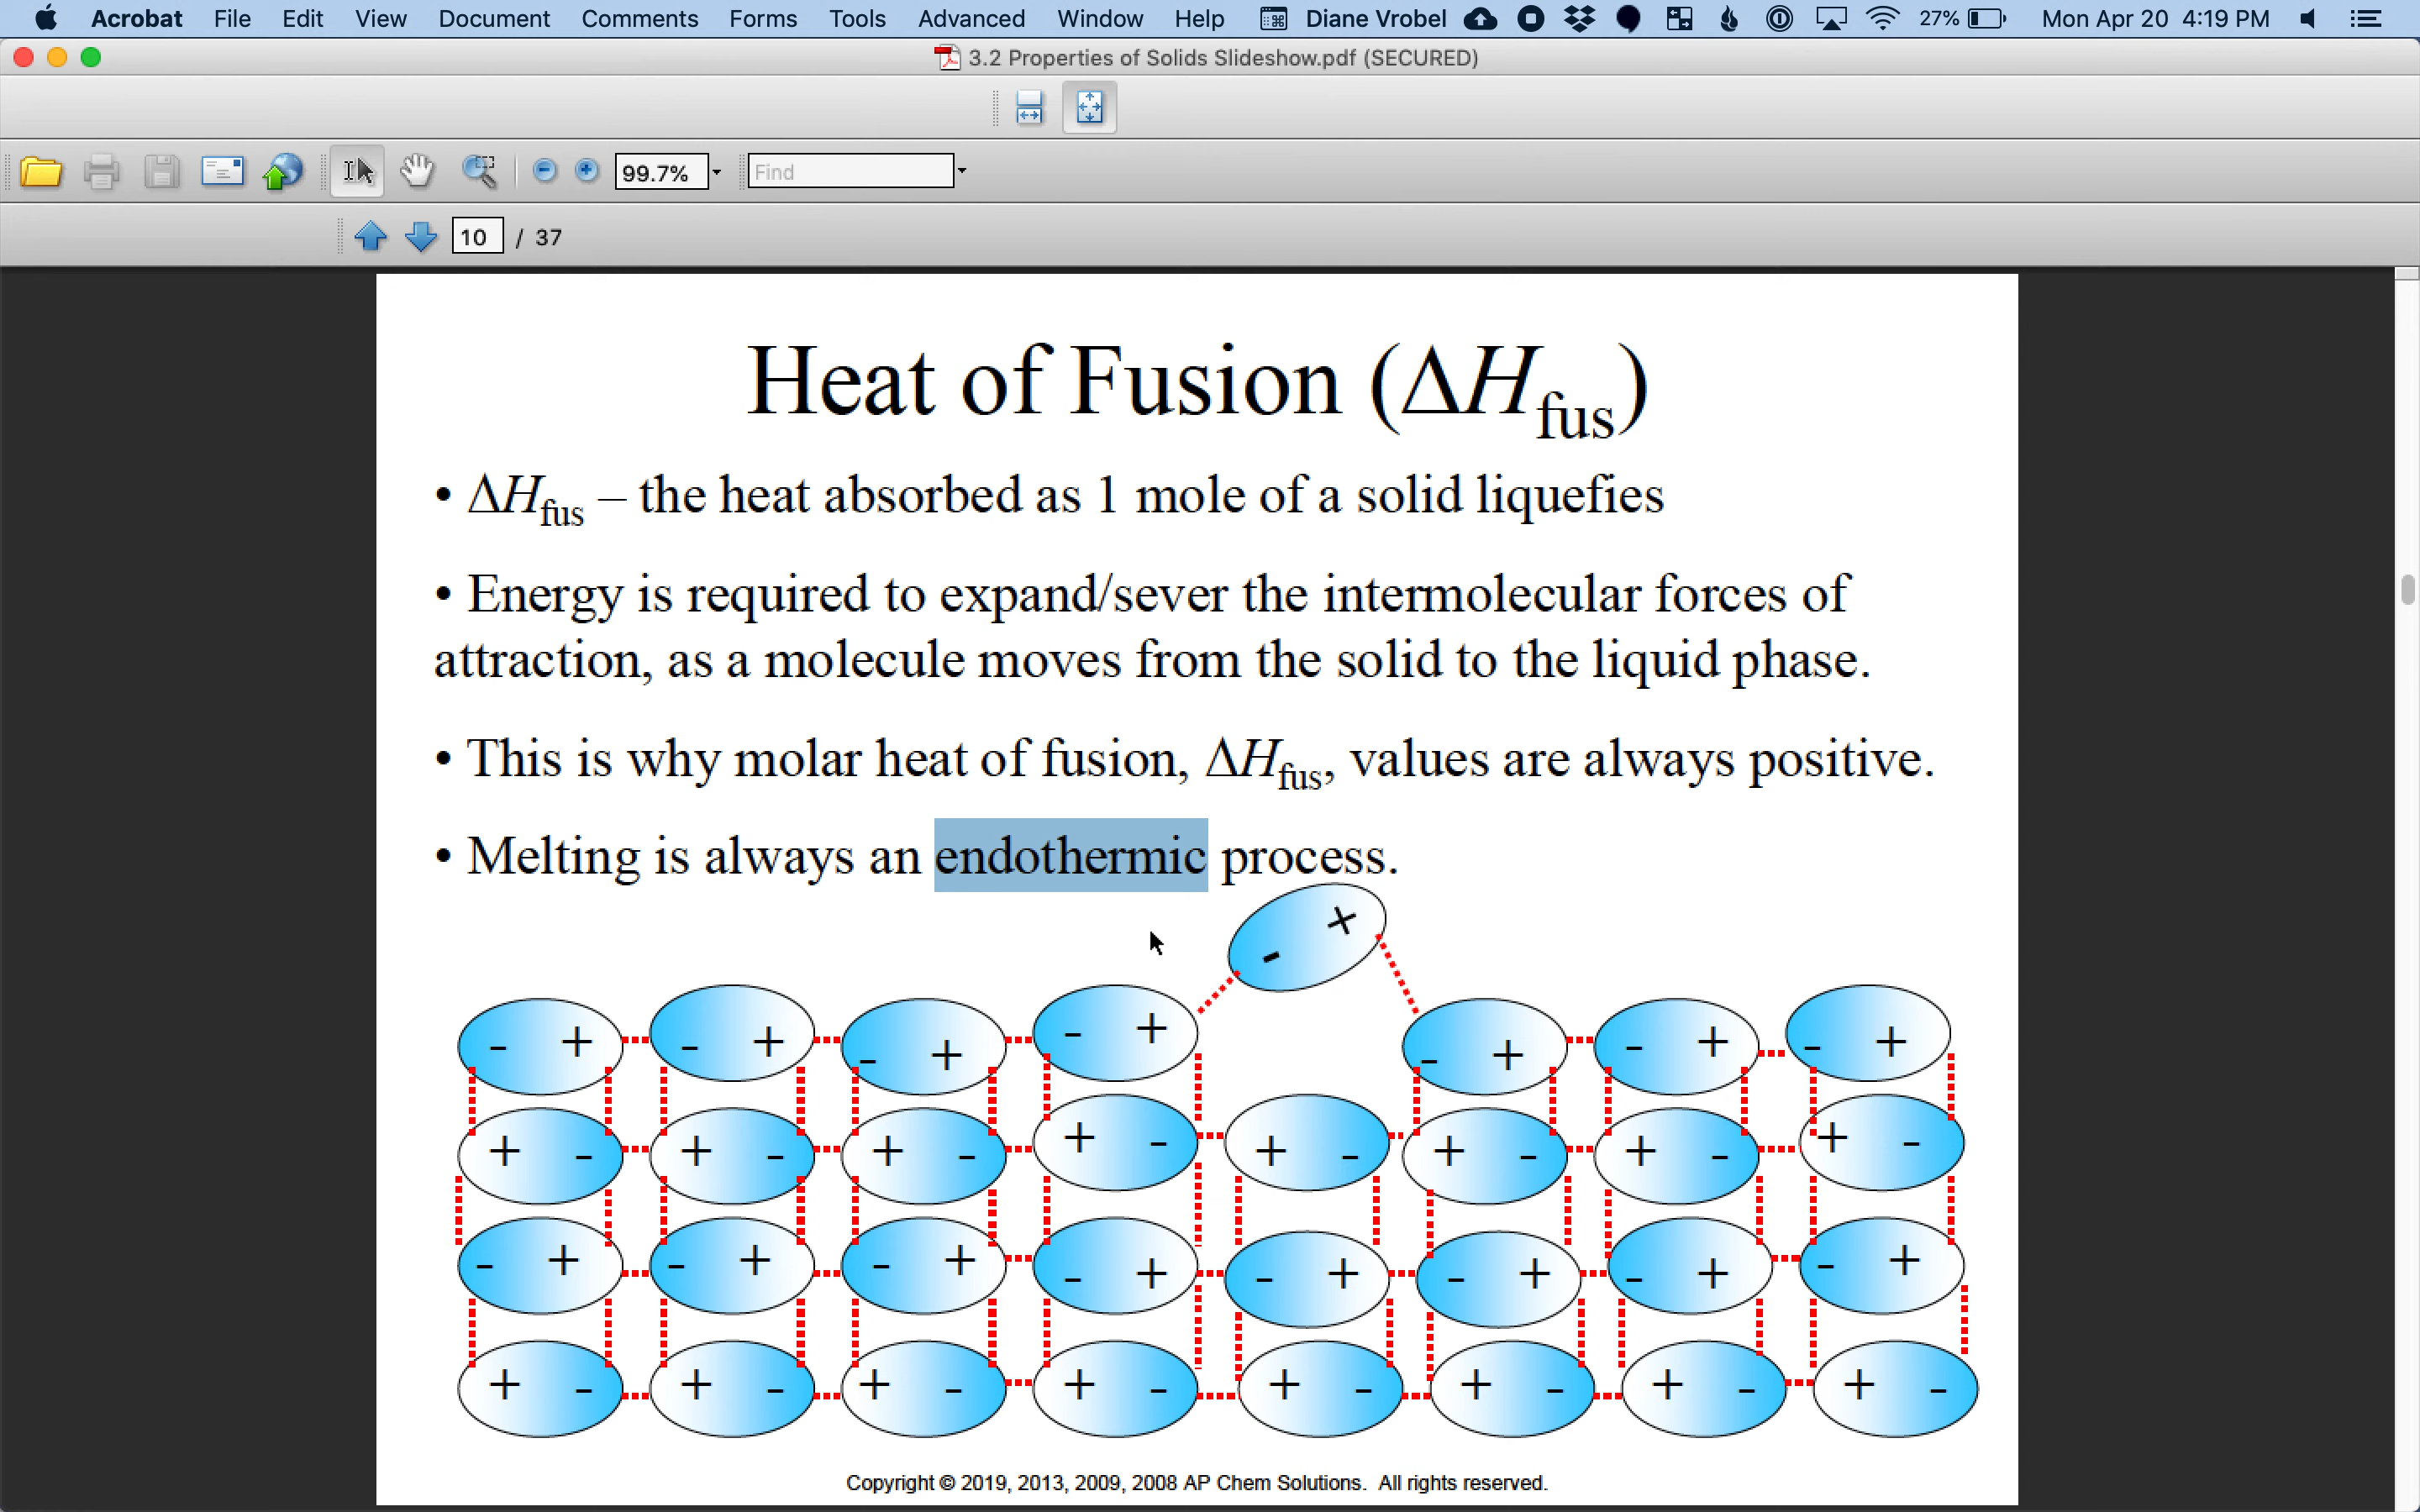 Acrobat File Edit View Document Comments Forms Tools Advanced Window Help Diane Vrobel 27% Mon Apr 20 4:19 PM
3.2 Properties of Solids Slideshow.pdf (SECURED)
99.7% Find
10 / 37
Heat of Fusion (ΔHfus)
• ΔHfus – the heat absorbed as 1 mole of a solid liquefies
• Energy is required to expand/sever the intermolecular forces of
attraction, as a molecule moves from the solid to the liquid phase.
• This is why molar heat of fusion, ΔHfus, values are always positive.
• Melting is always an endothermic process.
- +
- + - + - + - + - + - + - +
+ - + - + - + - + - + - + - + -
- + - + - + - + - + - + - + - +
+ - + - + - + - + - + - + - + -
Copyright © 2019, 2013, 2009, 2008 AP Chem Solutions. All rights reserved.